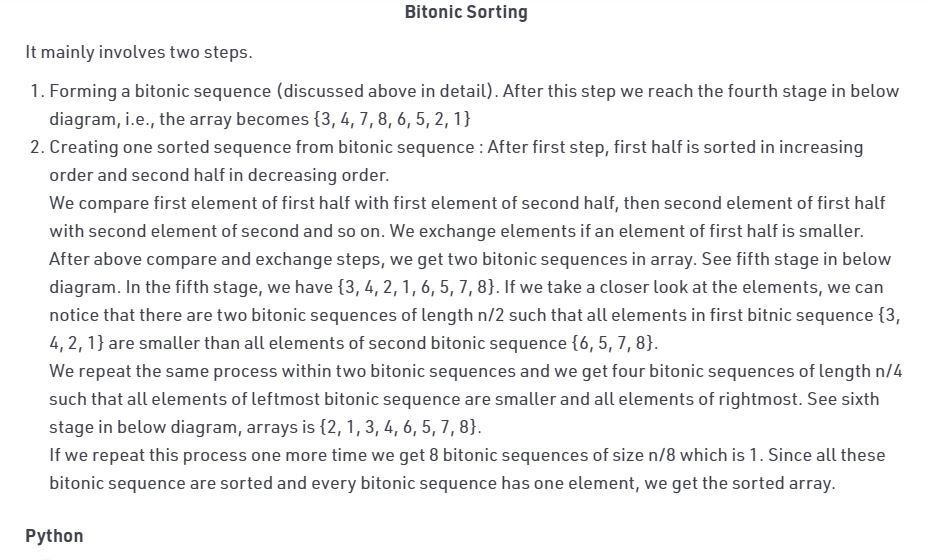 Bitonic Sorting
It mainly involves two steps.
1. Forming a bitonic sequence (discussed above in detail). After this step we reach the fourth stage in below
diagram, i.e., the array becomes {3, 4, 7, 8, 6, 5, 2, 1}
2. Creating one sorted sequence from bitonic sequence : After first step, first half is sorted in increasing
order and second half in decreasing order.
We compare first element of first half with first element of second half, then second element of first half
with second element of second and so on. We exchange elements if an element of first half is smaller.
After above compare and exchange steps, we get two bitonic sequences in array. See fifth stage in below
diagram. In the fifth stage, we have {3, 4, 2, 1, 6, 5, 7, 8}. If we take a closer look at the elements, we can
notice that there are two bitonic sequences of length n/2 such that all elements in first bitnic sequence {3,
4, 2, 1} are smaller than all elements of second bitonic sequence {6, 5, 7, 8}.
We repeat the same process within two bitonic sequences and we get four bitonic sequences of length n/4
such that all elements of leftmost bitonic sequence are smaller and all elements of rightmost. See sixth
stage in below diagram, arrays is {2, 1, 3, 4, 6, 5, 7, 8}.
If we repeat this process one more time we get 8 bitonic sequences of size n/8 which is 1. Since all these
bitonic sequence are sorted and every bitonic sequence has one element, we get the sorted array.
Python